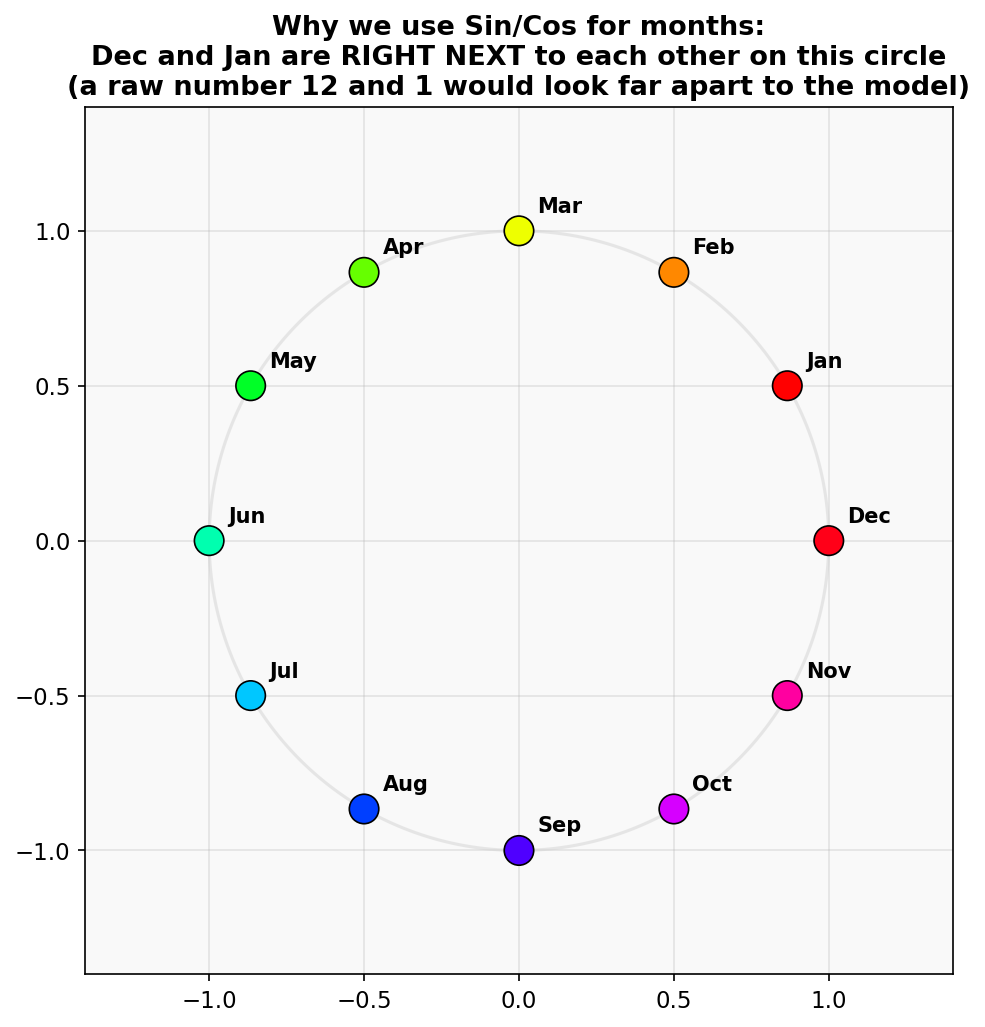 Why we use Sin/Cos for months:
Dec and Jan are RIGHT NEXT to each other on this circle
(a raw number 12 and 1 would look far apart to the model)
Mar
1.0
Apr
Feb
May
Jan
0.5
Jun
Dec
0.0
Jul
Nov
−0.5
Aug
Oct
Sep
−1.0
−1.0 −0.5 0.0 0.5 1.0